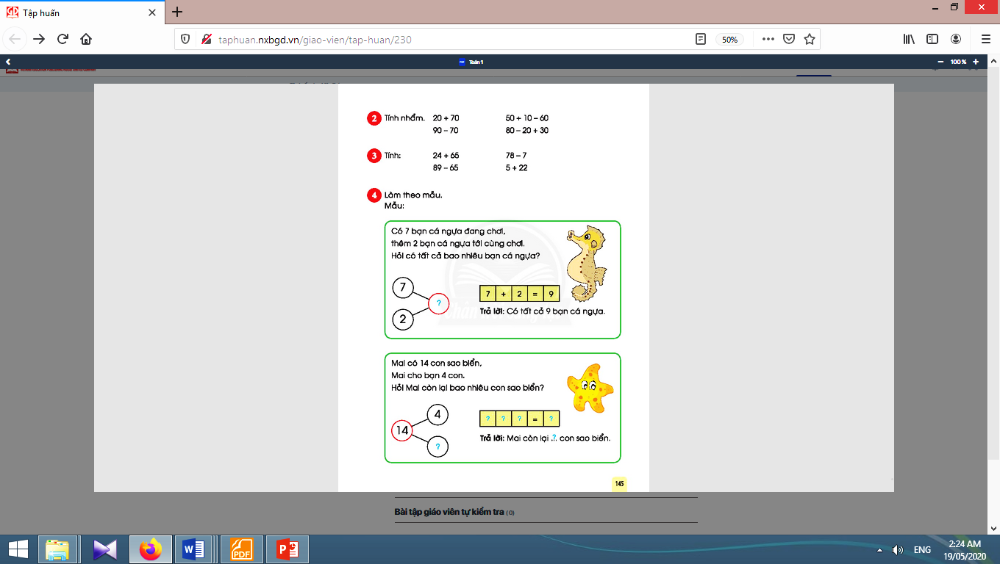 Tập huấn
taphuan.nxbgd.vn/giao-vien/tap-huan/230
50%
Toán 1
100%
2 Tính nhẩm. 20 + 70 50 + 10 – 60
90 – 70 80 – 20 + 30
3 Tính: 24 + 65 78 – 7
89 – 65 5 + 22
4 Làm theo mẫu.
Mẫu:
Có 7 bạn cá ngựa đang chơi,
thêm 2 bạn cá ngựa tới cùng chơi.
Hỏi có tất cả bao nhiêu bạn cá ngựa?
7
2
?
7 + 2 = 9
Trả lời: Có tất cả 9 bạn cá ngựa.
Mai có 14 con sao biển,
Mai cho bạn 4 con.
Hỏi Mai còn lại bao nhiêu con sao biển?
14
4
?
? ? ? = ?
Trả lời: Mai còn lại .?. con sao biển.
145
Bài tập giáo viên tự kiểm tra (0)
PDF
ENG
2:24 AM
19/05/2020